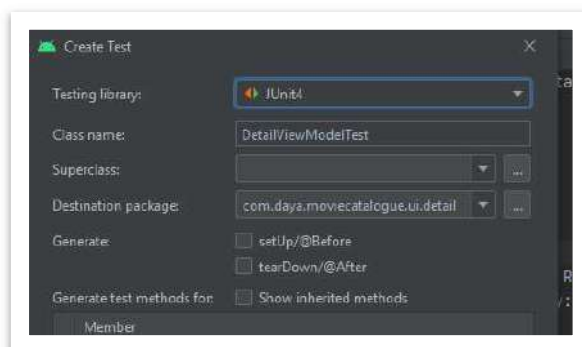 Create Test
Testing library: JUnit4
Class name: DetailViewModelTest
Superclass: ...
Destination package: com.daya.moviecatalogue.ui.detail ...
Generate: setUp/@Before
tearDown/@After
Generate test methods for: Show inherited methods
Member